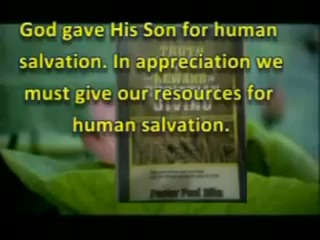 God gave His Son for human
salvation. In appreciation we
must give our resources for
human salvation.
TRUTH
REWARD
GIVING
Pastor Paul